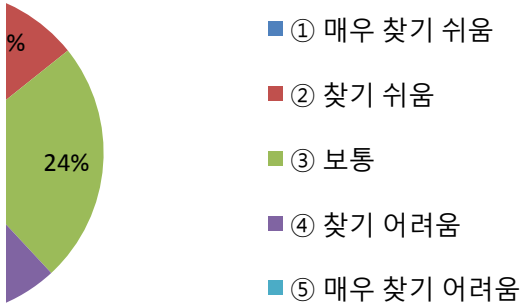 %
24%
① 매우 찾기 쉬움
② 찾기 쉬움
③ 보통
④ 찾기 어려움
⑤ 매우 찾기 어려움